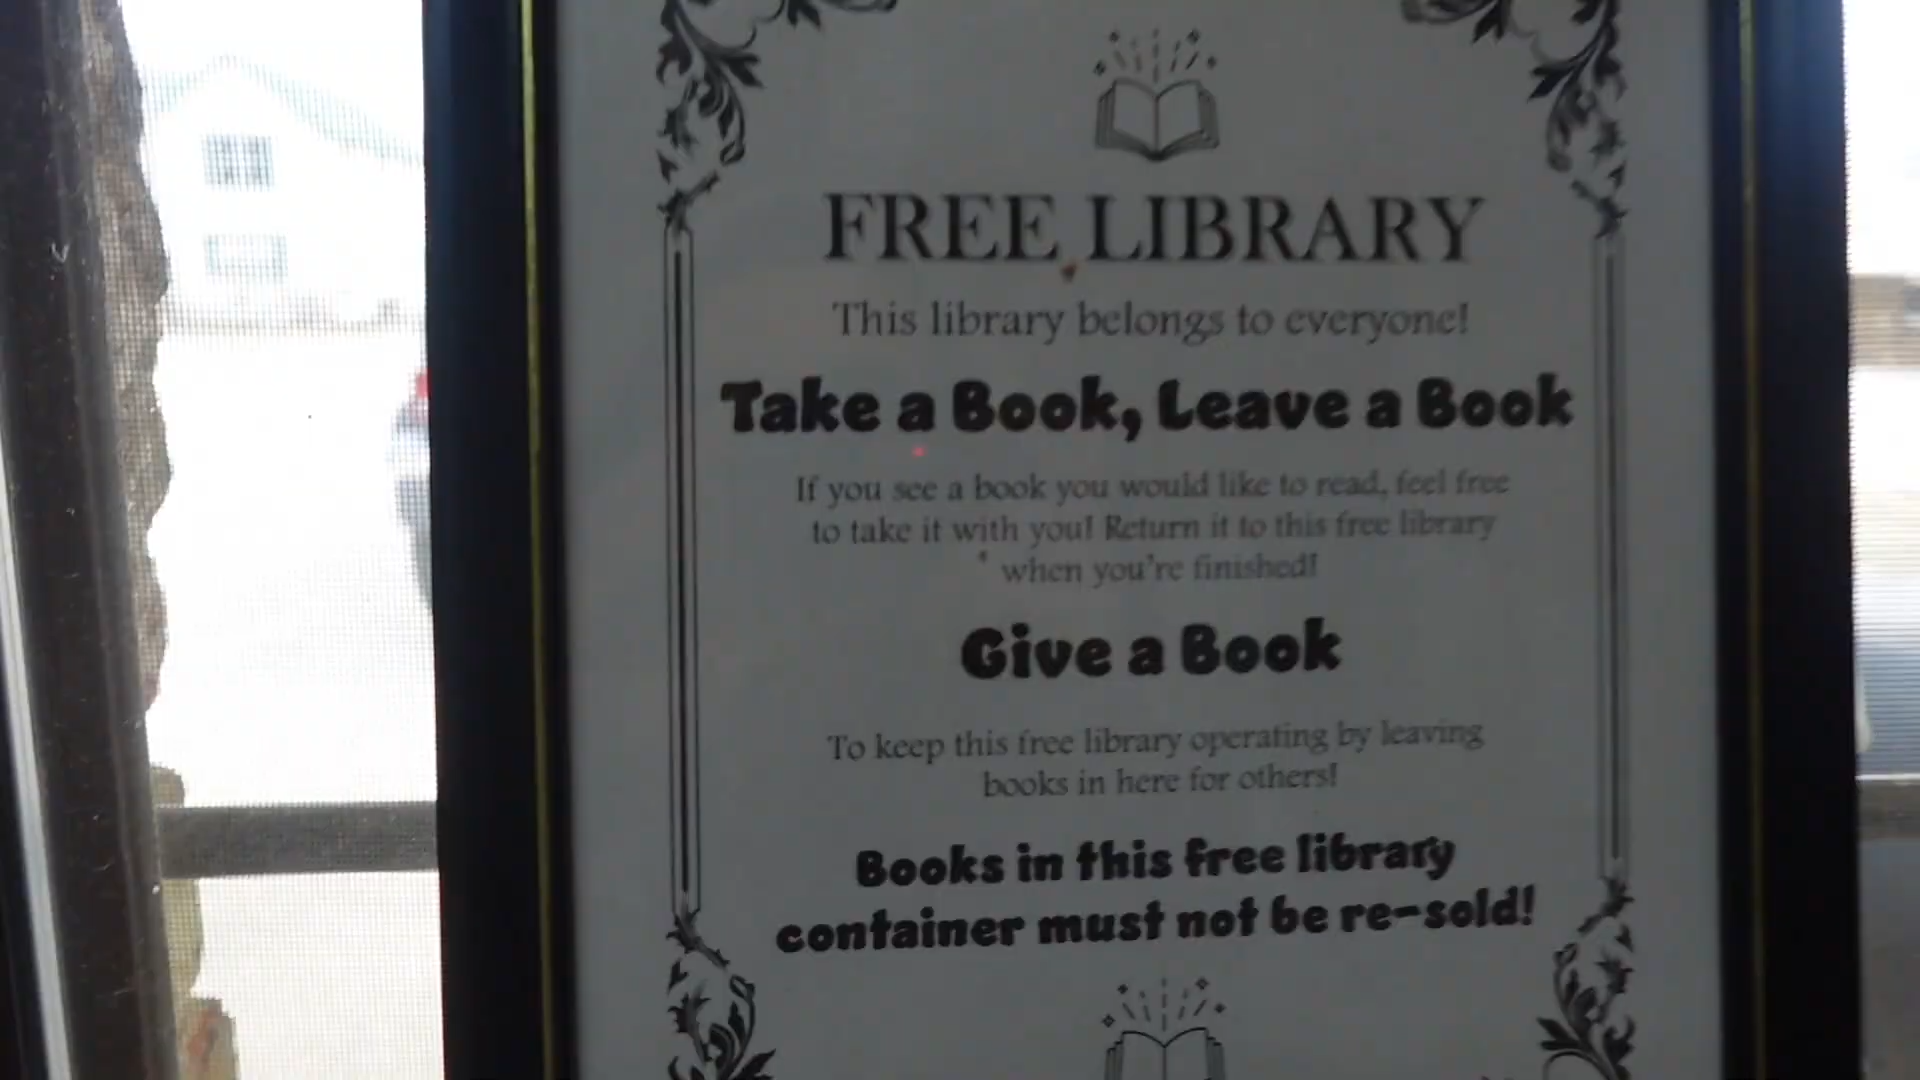 FREE LIBRARY
This library belongs to everyone!
Take a Book, Leave a Book
If you see a book you would like to read, feel free
to take it with you! Return it to this free library
when you're finished!
Give a Book
To keep this free library operating by leaving
books in here for others!
Books in this free library
container must not be re-sold!